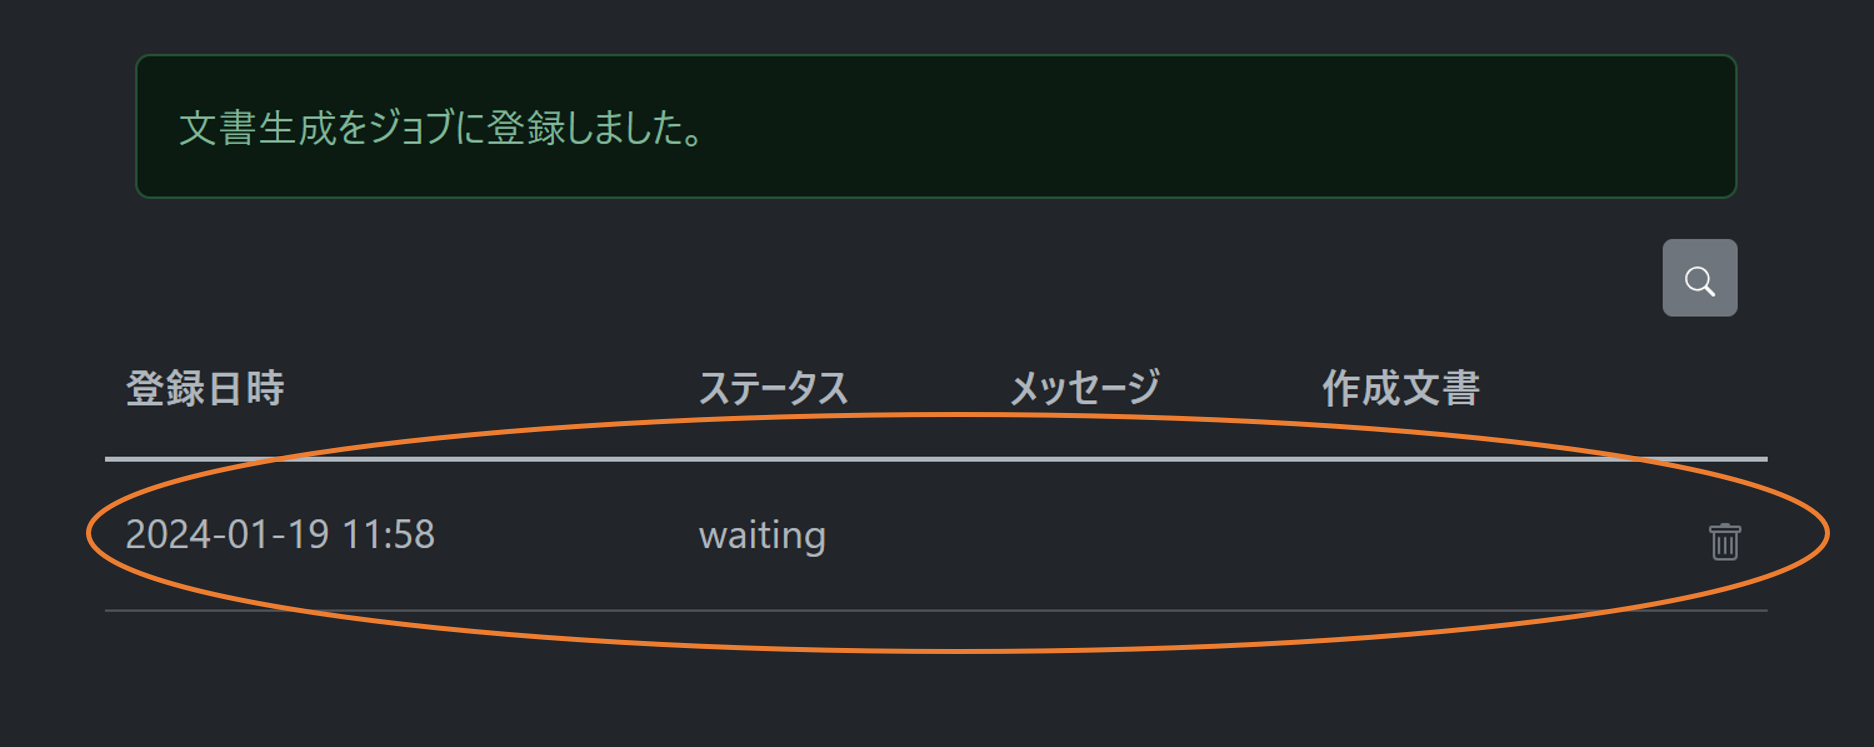 文書生成をジョブに登録しました。
登録日時 ステータス メッセージ 作成文書
2024-01-19 11:58 waiting